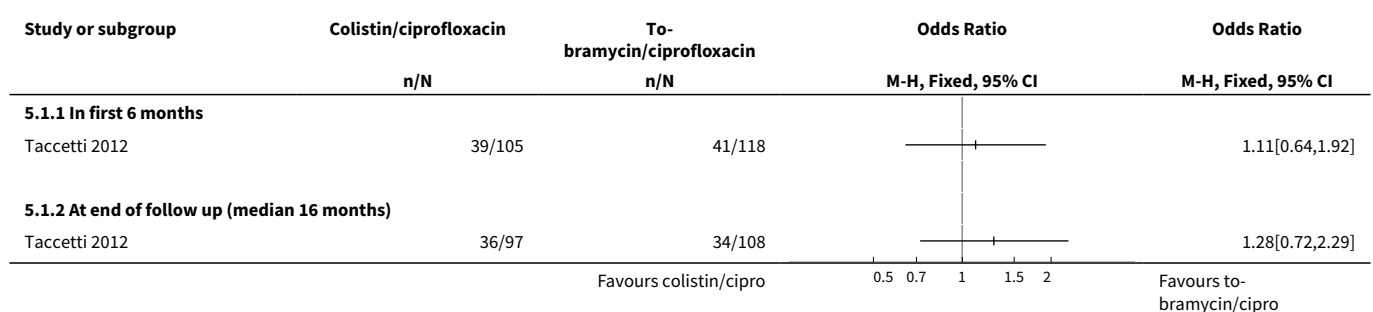 Study or subgroup Colistin/ciprofloxacin To- Odds Ratio Odds Ratio
bramycin/ciprofloxacin
n/N n/N M-H, Fixed, 95% CI M-H, Fixed, 95% CI
5.1.1 In first 6 months
Taccetti 2012 39/105 41/118 1.11[0.64,1.92]
5.1.2 At end of follow up (median 16 months)
Taccetti 2012 36/97 34/108 1.28[0.72,2.29]
Favours colistin/cipro 0.5 0.7 1 1.5 2 Favours to-
bramycin/cipro